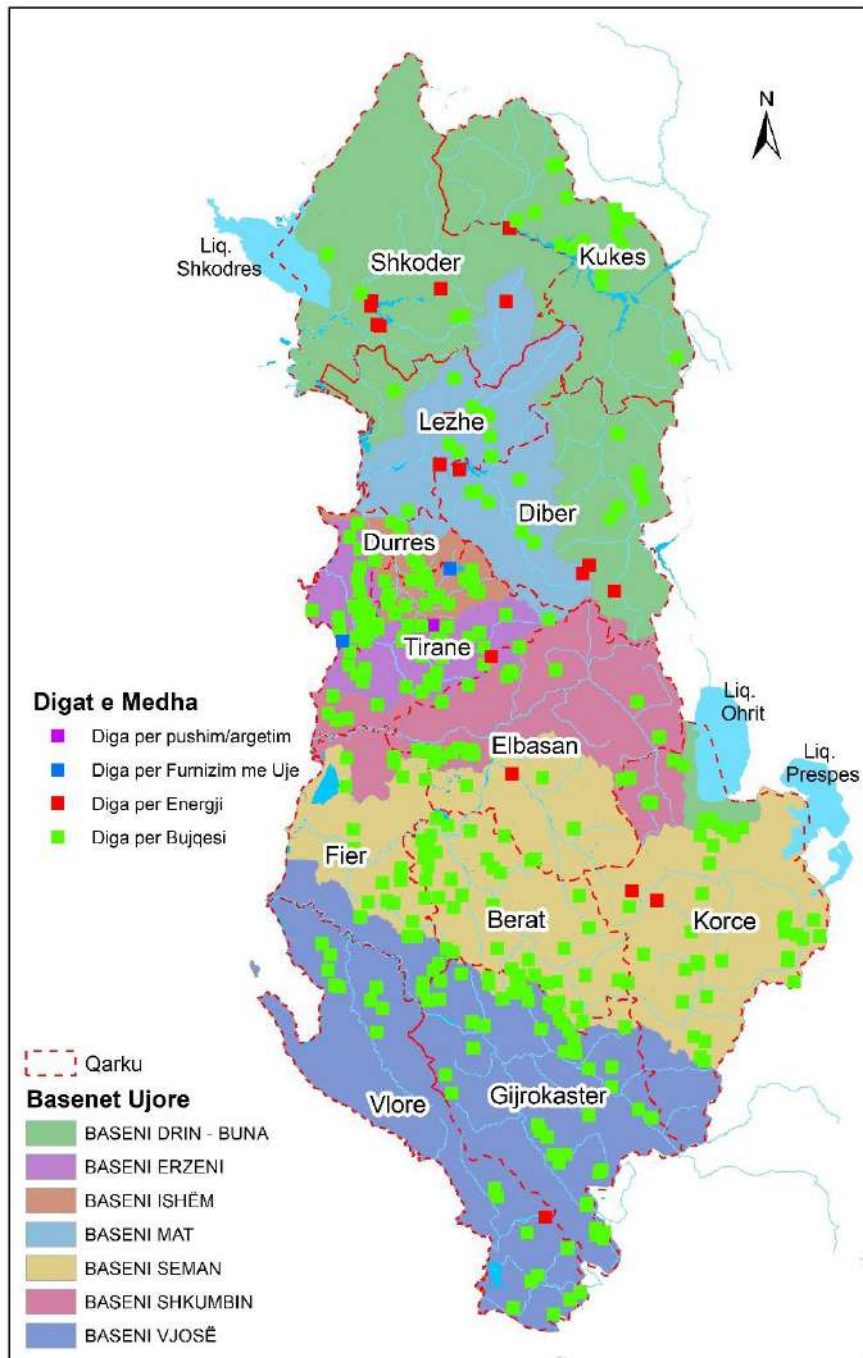 N
Liq.
Shkodres
Shkoder
Kukes
Lezhe
Diber
Durres
Tirane
Liq.
Ohrit
Liq.
Prespes
Elbasan
Fier
Berat
Korce
Vlore
Gijrokaster
Digat e Medha
Diga per pushim/argetim
Diga per Furnizim me Uje
Diga per Energji
Diga per Bujqesi
Qarku
Basenet Ujore
BASENI DRIN - BUNA
BASENI ERZENI
BASENI ISHËM
BASENI MAT
BASENI SEMAN
BASENI SHKUMBIN
BASENI VJOSË